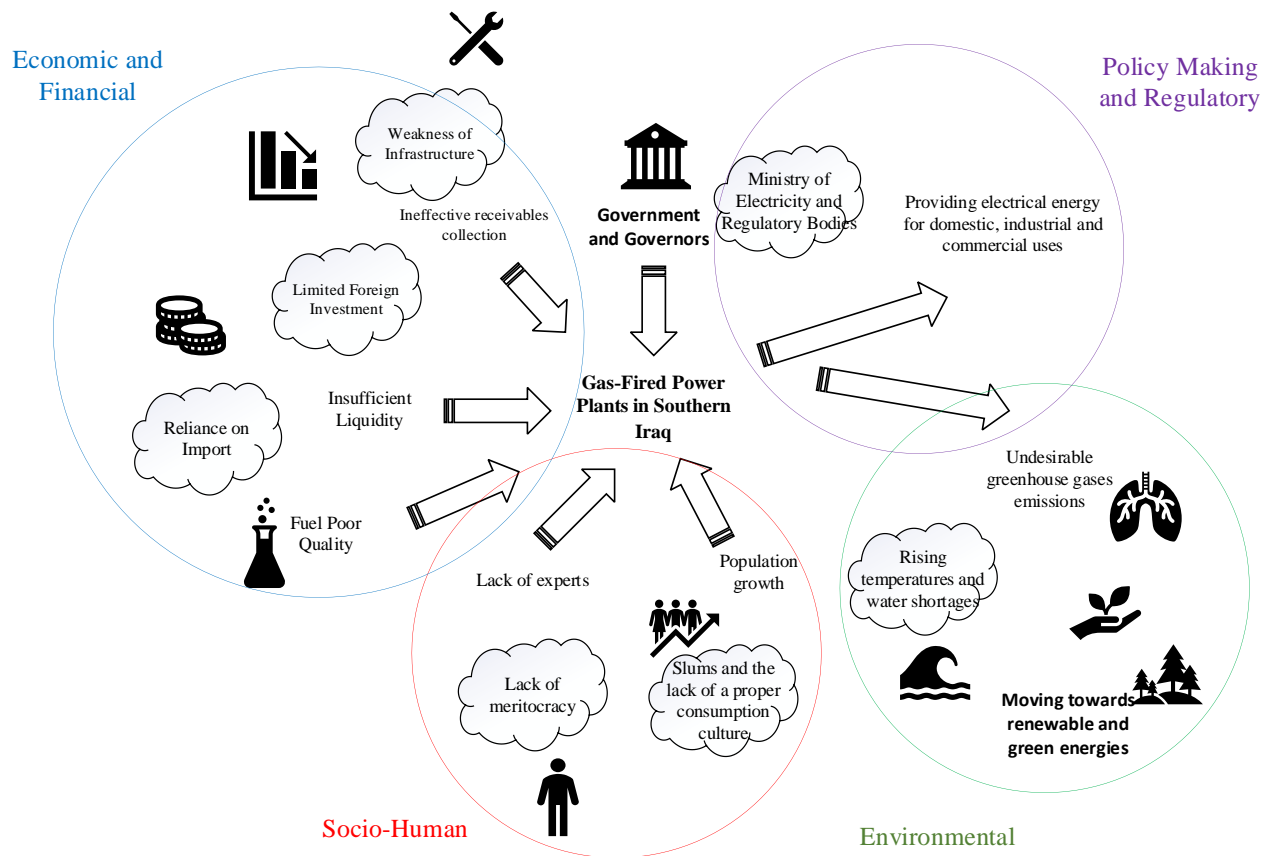 Economic and
Financial
Policy Making
and Regulatory
Weakness of
Infrastructure
Ineffective receivables
collection
Government
and Governors
Ministry of
Electricity and
Regulatory Bodies
Providing electrical energy
for domestic, industrial and
commercial uses
Limited Foreign
Investment
Insufficient
Liquidity
Gas-Fired Power
Plants in Southern
Iraq
Reliance on
Import
Fuel Poor
Quality
Undesirable
greenhouse gases
emissions
Lack of experts
Population
growth
Rising
temperatures and
water shortages
Lack of
meritocracy
Slums and the
lack of a proper
consumption
culture
Moving towards
renewable and
green energies
Socio-Human
Environmental